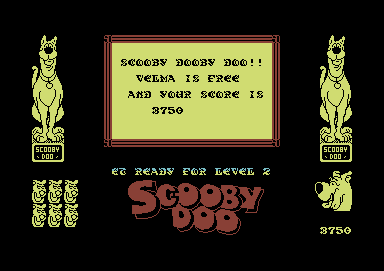 SCOOBY DOOBY DOO!!
VELMA IS FREE
AND YOUR SCORE IS
3750
SCOOBY
- DOO -
SCOOBY
- DOO -
ET READY FOR LEVEL 2
SCOOBY
DOO
3750